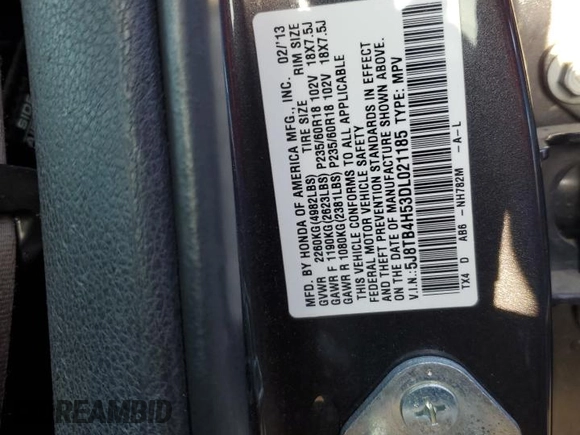 MFD. BY HONDA OF AMERICA MFG., INC. 02/'13
TIRE SIZE RIM SIZE
GVWR 2260KG(4982LBS)
GAWR F 1190KG(2623LBS) P235/60R18 102V 18X7.5J
GAWR R 1080KG(2381LBS) P235/60R18 102V 18X7.5J
THIS VEHICLE CONFORMS TO ALL APPLICABLE
FEDERAL MOTOR VEHICLE SAFETY
AND THEFT PREVENTION STANDARDS IN EFFECT
ON THE DATE OF MANUFACTURE SHOWN ABOVE.
V.I.N.:5J8TB4H53DL021185 TYPE: MPV
TX4 D AB6 -NH782M -A-L
REAMBID